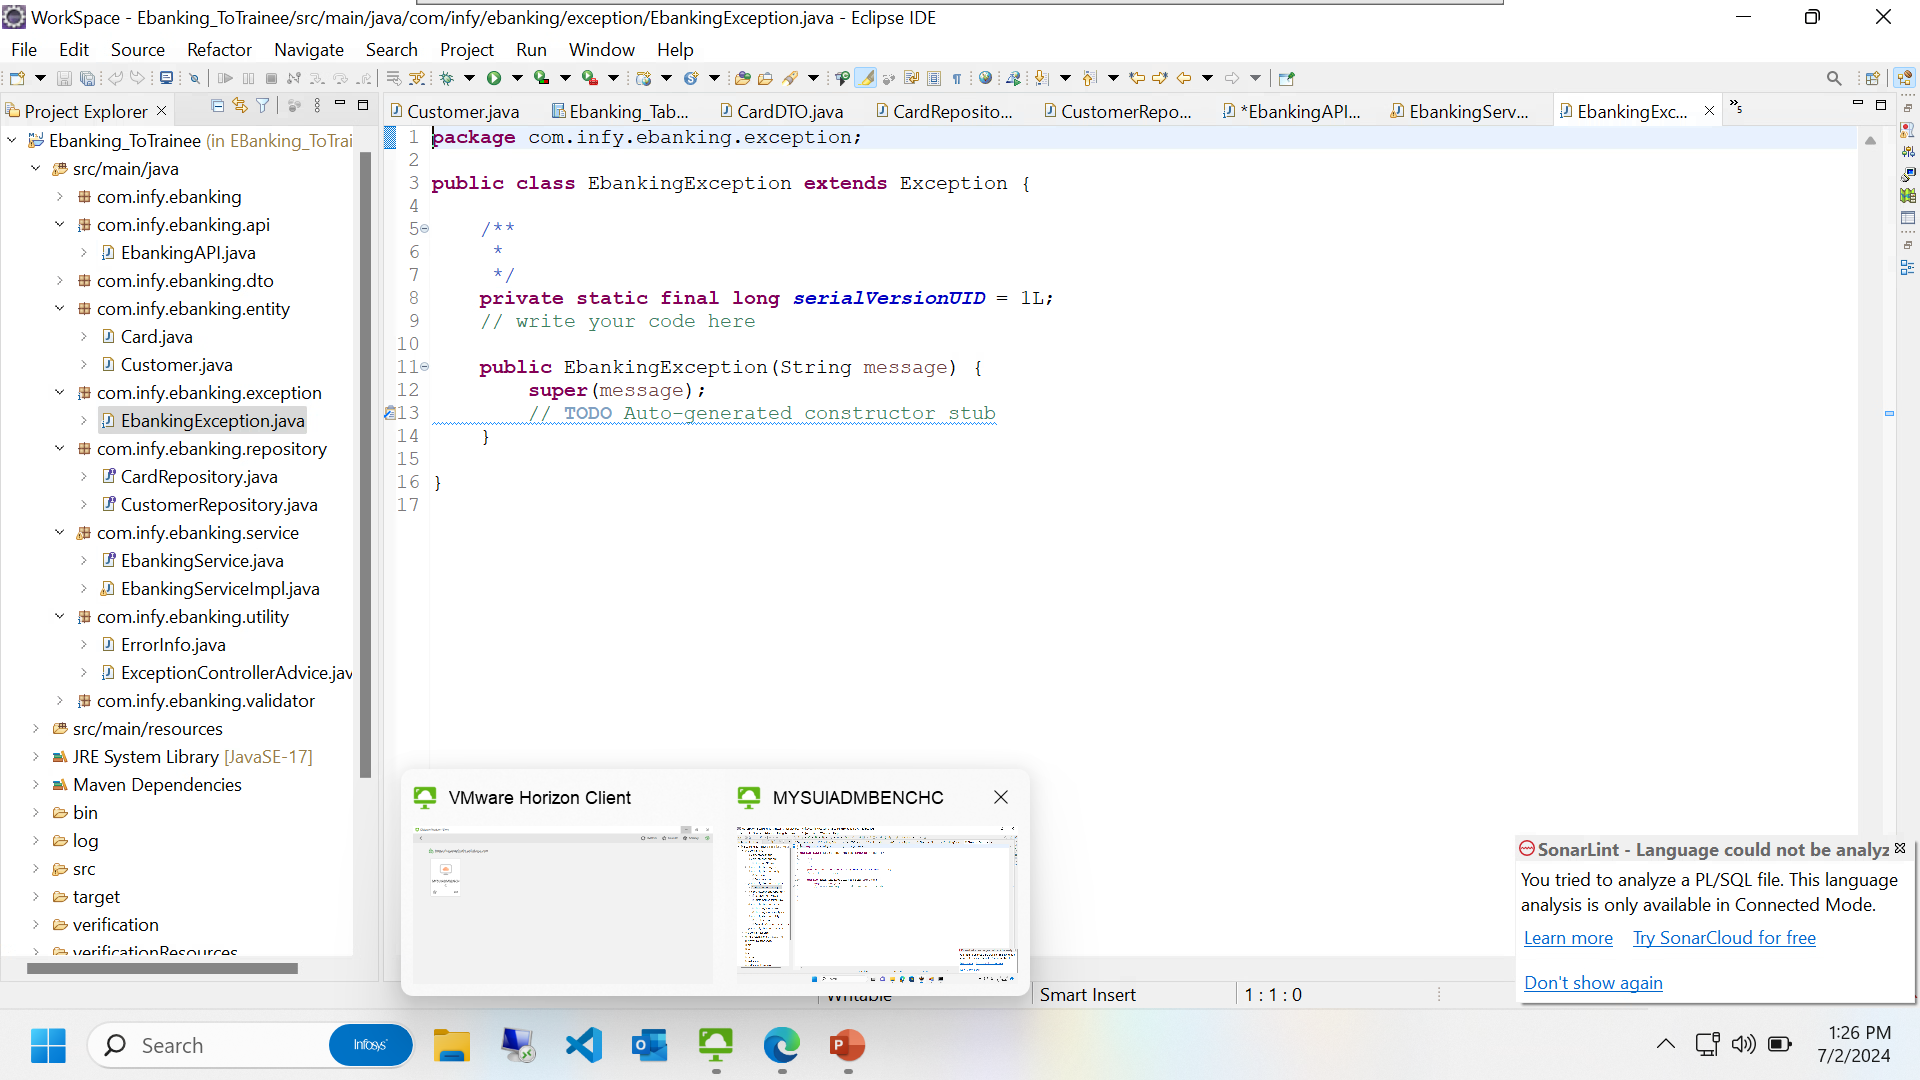 WorkSpace - Ebanking_ToTrainee/src/main/java/com/infy/ebanking/exception/EbankingException.java - Eclipse IDE
File Edit Source Refactor Navigate Search Project Run Window Help
Project Explorer
Customer.java Ebanking_Tab... CardDTO.java CardReposito... CustomerRepo... *EbankingAPI... EbankingServ... EbankingExc... »5
Ebanking_ToTrainee (in EBanking_ToTrai
src/main/java
com.infy.ebanking
com.infy.ebanking.api
EbankingAPI.java
com.infy.ebanking.dto
com.infy.ebanking.entity
Card.java
Customer.java
com.infy.ebanking.exception
EbankingException.java
com.infy.ebanking.repository
CardRepository.java
CustomerRepository.java
com.infy.ebanking.service
EbankingService.java
EbankingServiceImpl.java
com.infy.ebanking.utility
ErrorInfo.java
ExceptionControllerAdvice.jav
com.infy.ebanking.validator
src/main/resources
JRE System Library [JavaSE-17]
Maven Dependencies
bin
log
src
target
verification
verificationResources
1 package com.infy.ebanking.exception;
2
3 public class EbankingException extends Exception {
4
5 /**
6 *
7 */
8 private static final long serialVersionUID = 1L;
9 // write your code here
10
11 public EbankingException(String message) {
12 super(message);
13 // TODO Auto-generated constructor stub
14 }
15
16 }
17
VMware Horizon Client
MYSUIADMBENCHC
SonarLint - Language could not be analyz
You tried to analyze a PL/SQL file. This language
analysis is only available in Connected Mode.
Learn more Try SonarCloud for free
Don't show again
Writable Smart Insert 1 : 1 : 0
Search Infosys
1:26 PM
7/2/2024